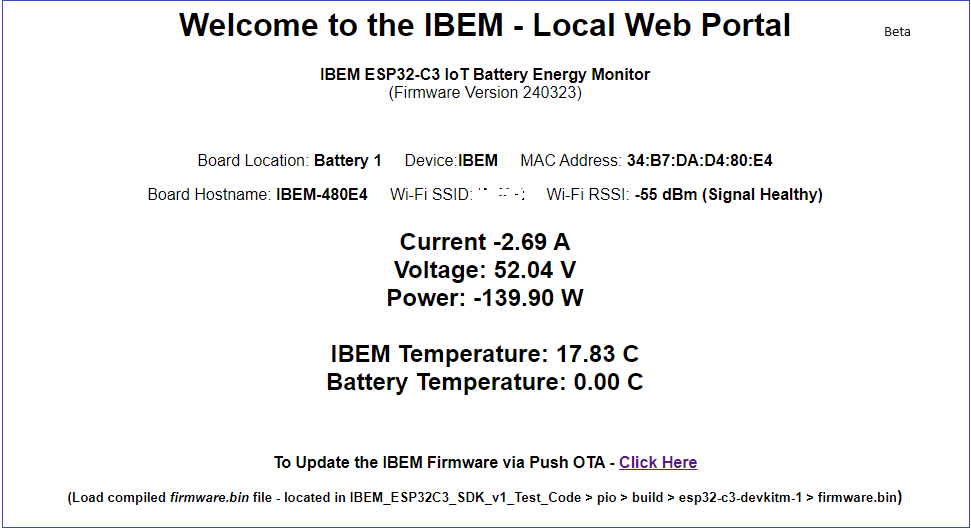 Welcome to the IBEM - Local Web Portal
Beta
IBEM ESP32-C3 IoT Battery Energy Monitor
(Firmware Version 240323)
Board Location: Battery 1 Device:IBEM MAC Address: 34:B7:DA:D4:80:E4
Board Hostname: IBEM-480E4 Wi-Fi SSID: Wi-Fi RSSI: -55 dBm (Signal Healthy)
Current -2.69 A
Voltage: 52.04 V
Power: -139.90 W
IBEM Temperature: 17.83 C
Battery Temperature: 0.00 C
To Update the IBEM Firmware via Push OTA - Click Here
(Load compiled firmware.bin file - located in IBEM_ESP32C3_SDK_v1_Test_Code > pio > build > esp32-c3-devkitm-1 > firmware.bin)